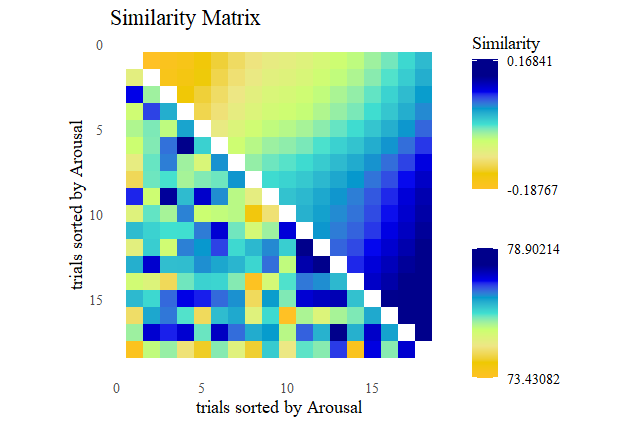 Similarity Matrix
Similarity
0.16841
-0.18767
78.90214
73.43082
0
5
10
15
trials sorted by Arousal
0 5 10 15
trials sorted by Arousal